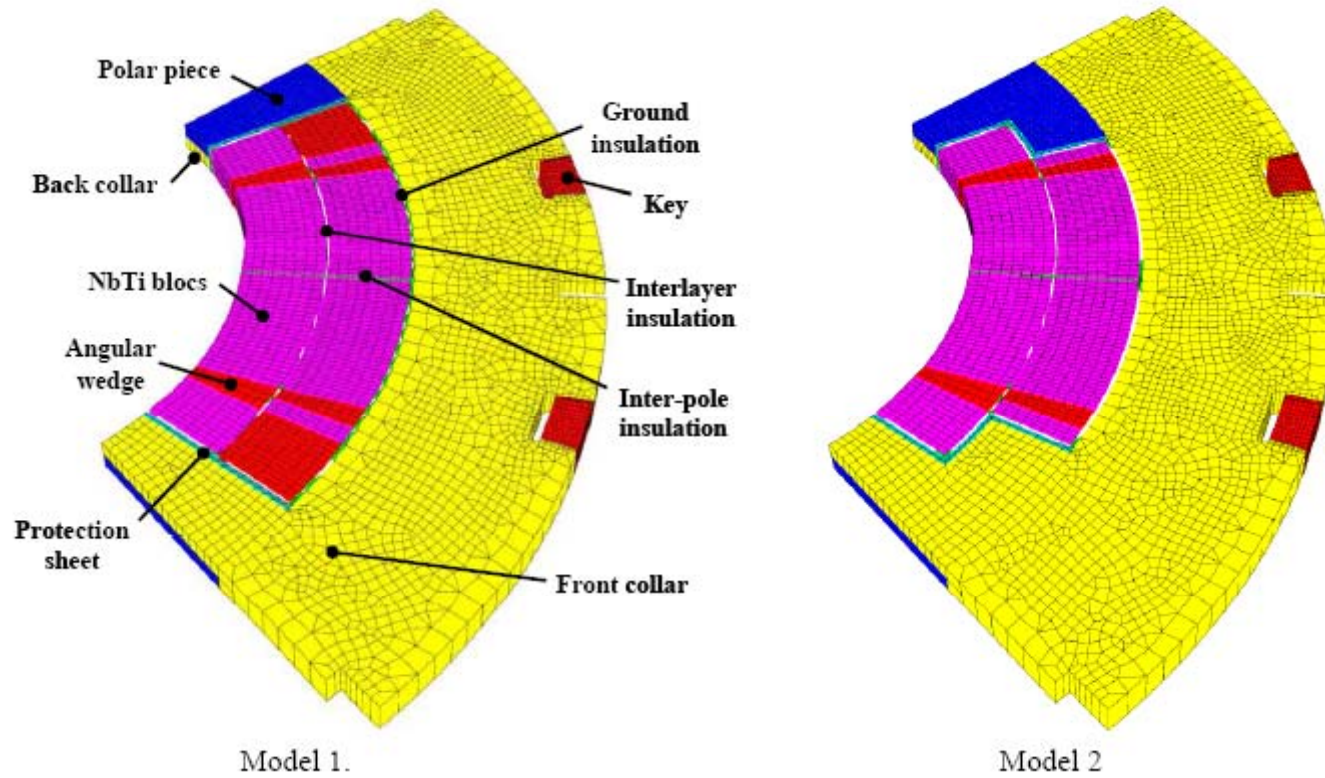 Polar piece
Back collar
NbTi blocs
Angular
wedge
Protection
sheet
Ground
insulation
Key
Interlayer
insulation
Inter-pole
insulation
Front collar
Model 1.
Model 2